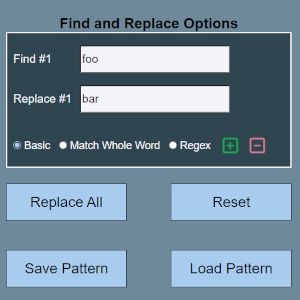 Find and Replace Options
Find #1 foo
Replace #1 bar
Basic Match Whole Word Regex + −
Replace All Reset
Save Pattern Load Pattern